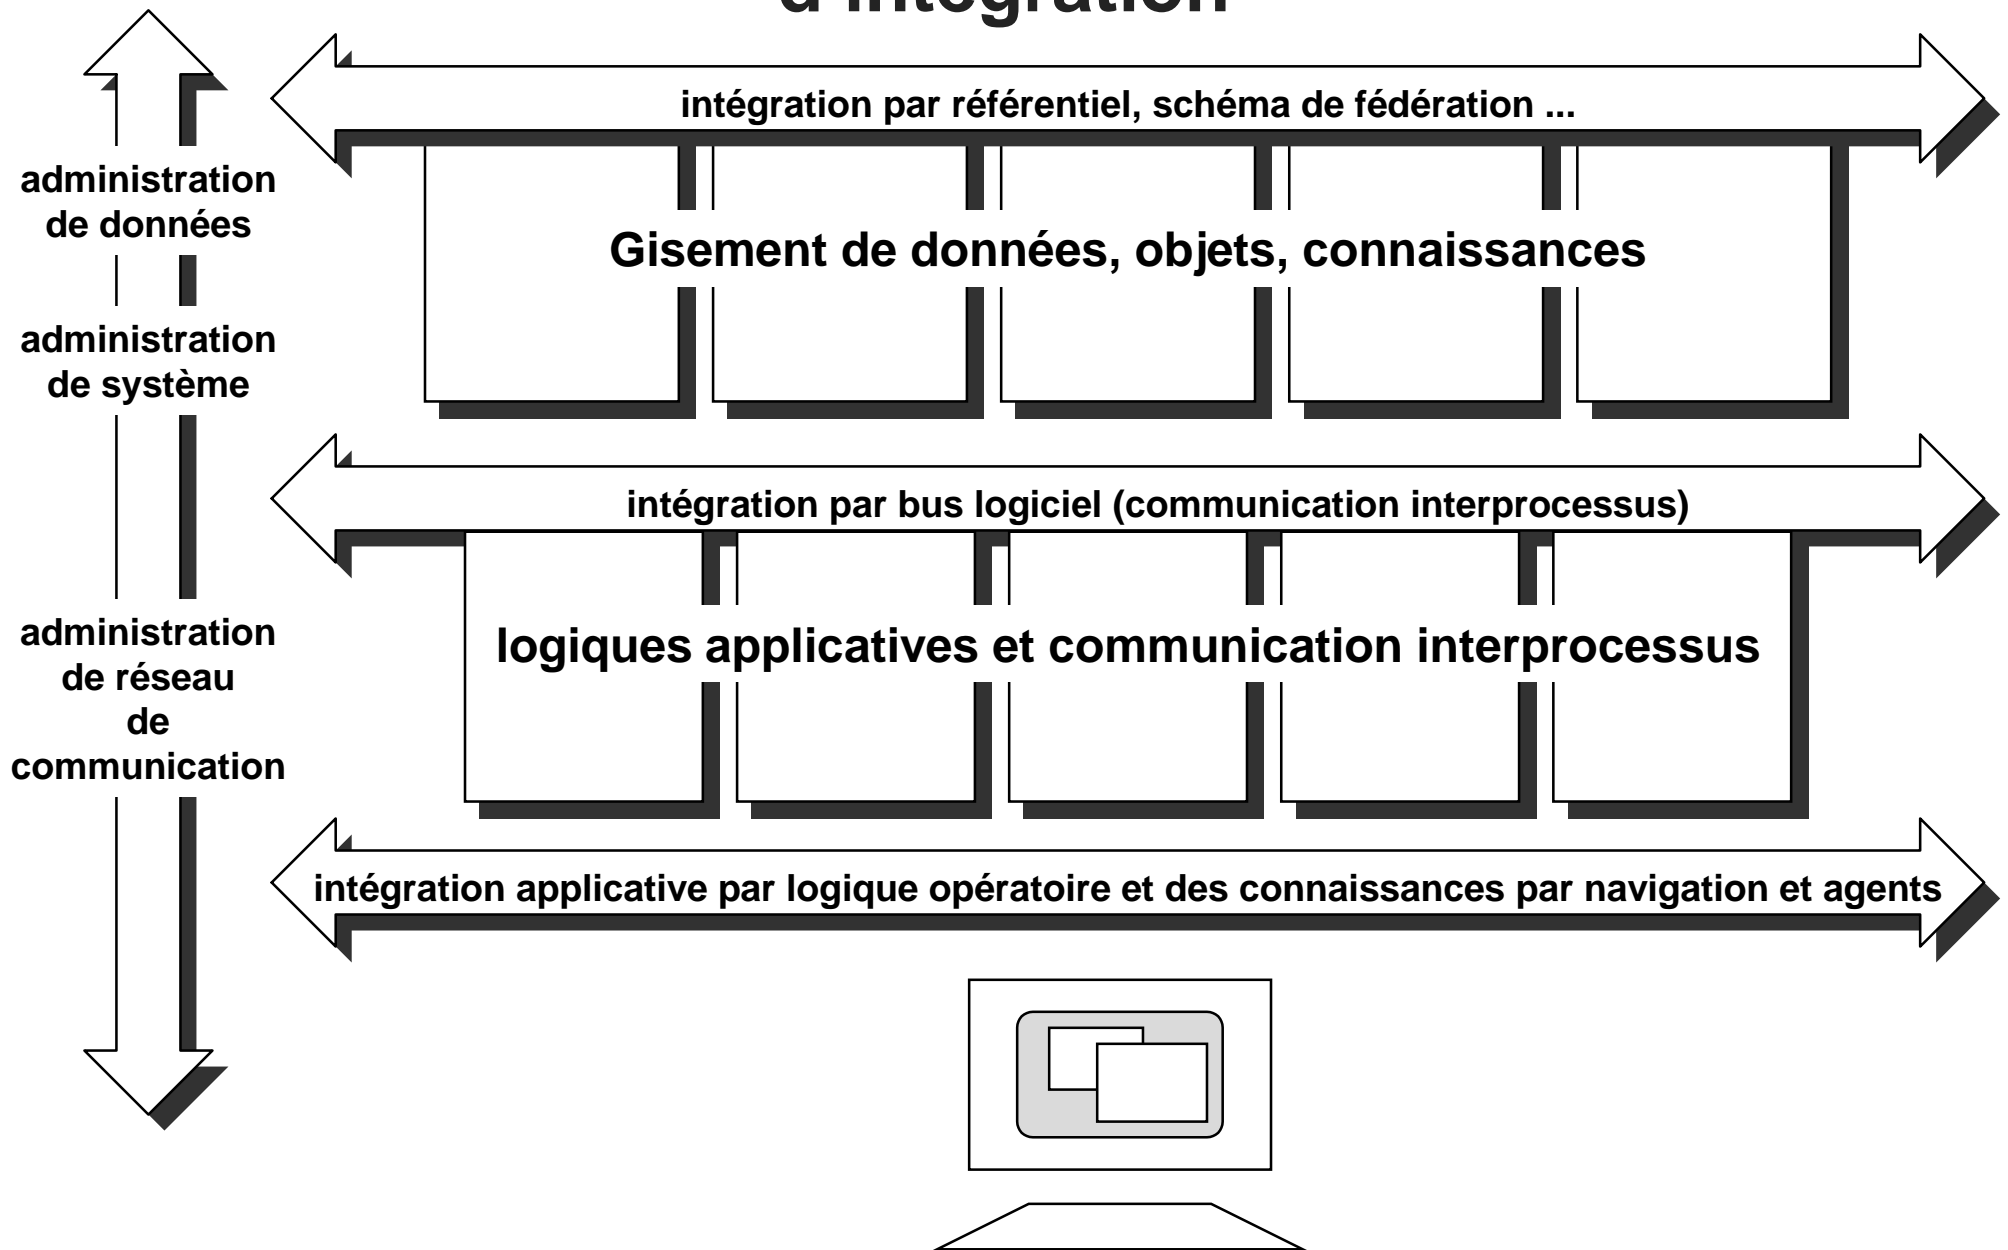 d'intégration
intégration par référentiel, schéma de fédération ...
administration
de données
Gisement de données, objets, connaissances
administration
de système
intégration par bus logiciel (communication interprocessus)
administration
de réseau
de
communication
logiques applicatives et communication interprocessus
intégration applicative par logique opératoire et des connaissances par navigation et agents